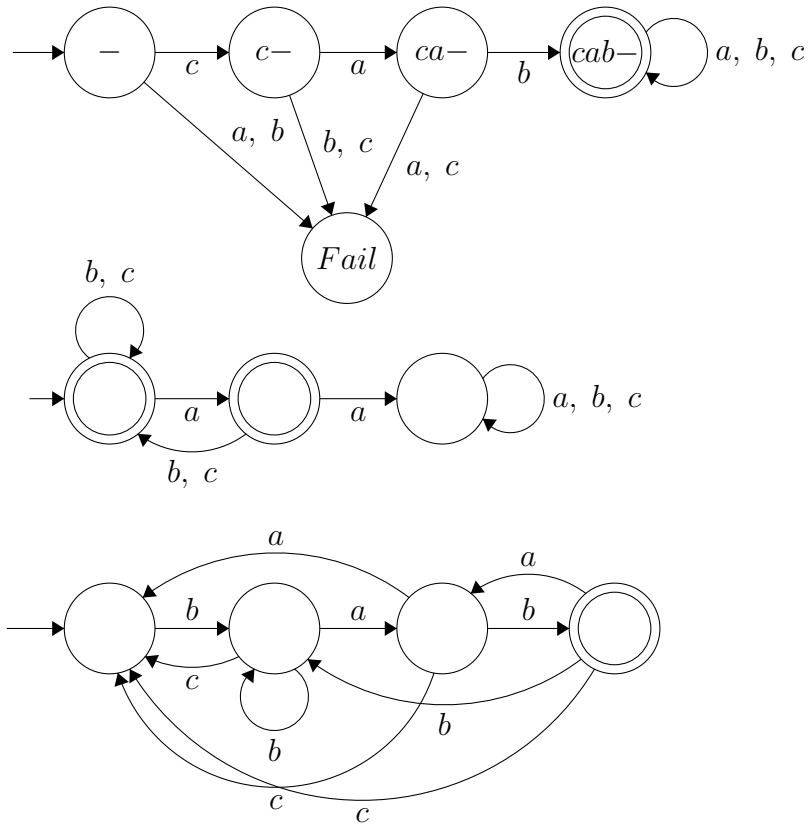 − c c− a ca− b cab− a, b, c
a, b b, c a, c
Fail
b, c
a a a, b, c
b, c
a a
b a b
c b b
c c